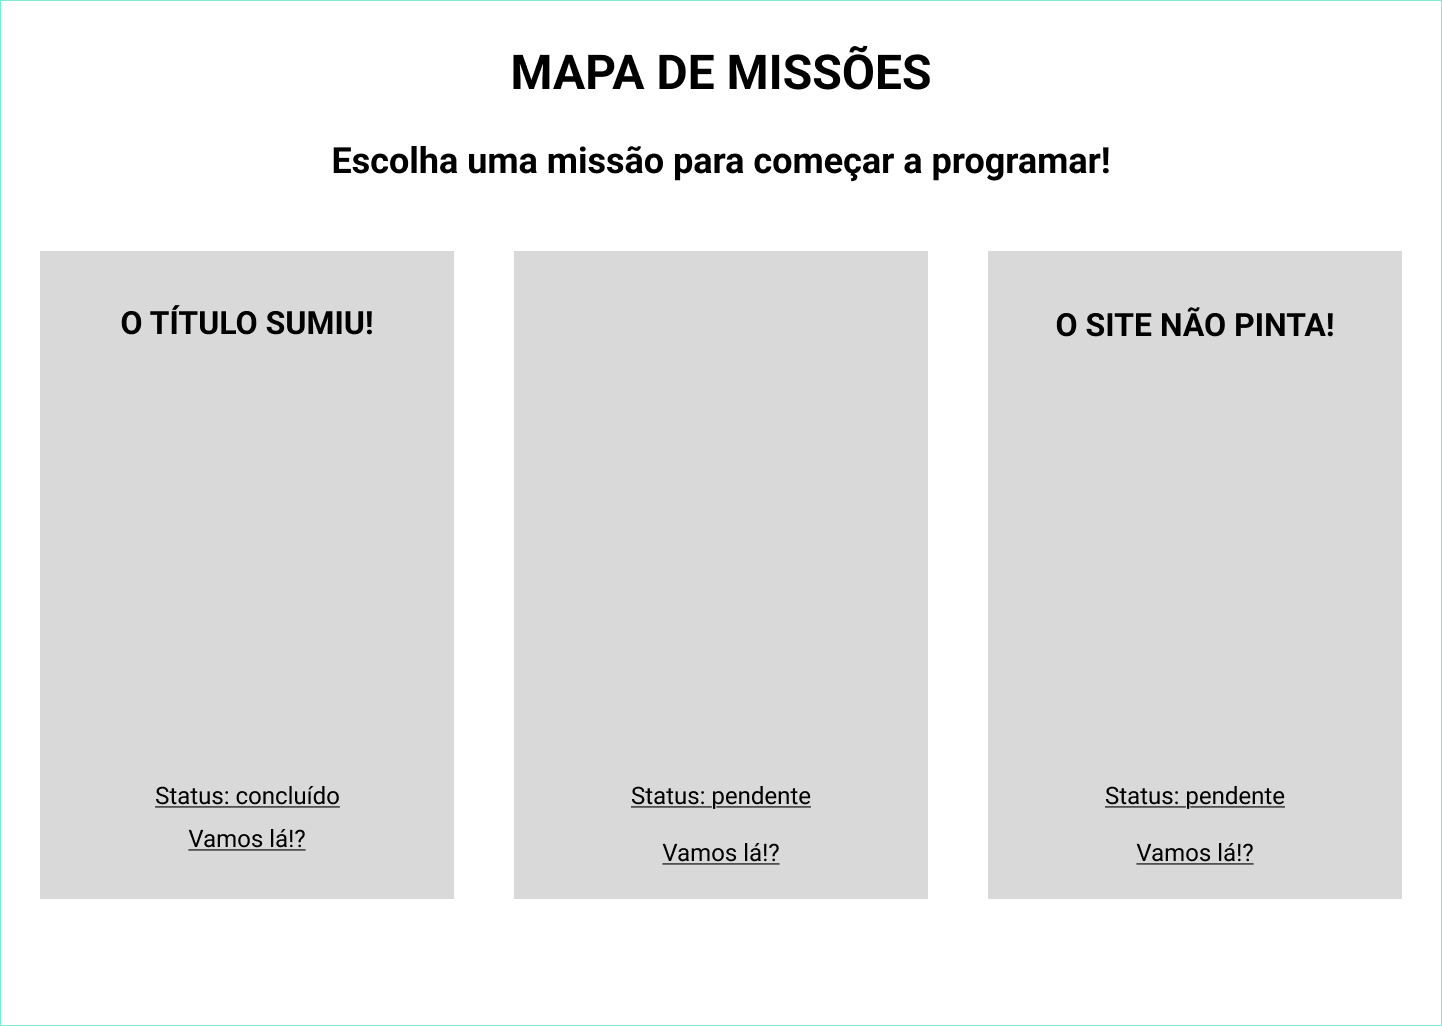 MAPA DE MISSÕES
Escolha uma missão para começar a programar!
O TÍTULO SUMIU!
Status: concluído
Vamos lá!?
Status: pendente
Vamos lá!?
O SITE NÃO PINTA!
Status: pendente
Vamos lá!?